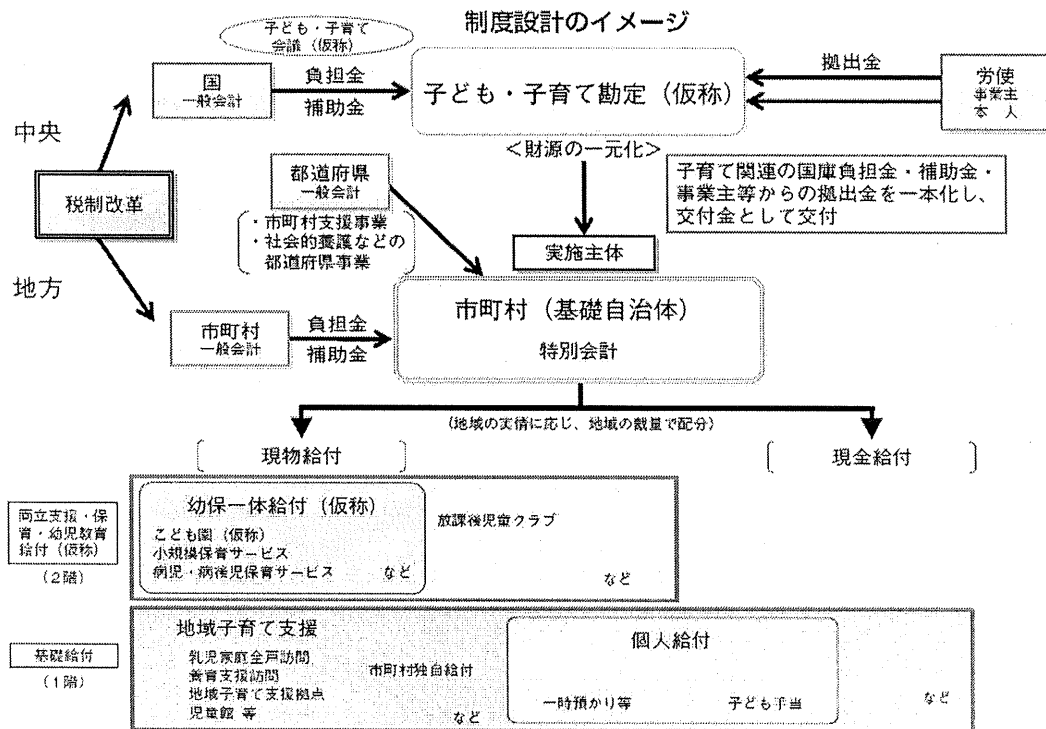 制度設計のイメージ
子ども・子育て
会議（仮称）
国
一般会計
負担金
補助金
子ども・子育て勘定（仮称）
拠出金
労使
事業主
本　人
中央
＜財源の一元化＞
都道府県
一般会計
子育て関連の国庫負担金・補助金・
事業主等からの拠出金を一本化し、
交付金として交付
税制改革
・市町村支援事業
・社会的養護などの
都道府県事業
実施主体
地方
市町村（基礎自治体）
特別会計
市町村
一般会計
負担金
補助金
(地域の実情に応じ、地域の裁量で配分)
現物給付
現金給付
両立支援・保
育・幼児教育
給付（仮称）
（２階）
幼保一体給付（仮称）
こども園（仮称）
小規模保育サービス
病児・病後児保育サービス
など
放課後児童クラブ
など
基礎給付
（１階）
地域子育て支援
乳児家庭全戸訪問
養育支援訪問
地域子育て支援拠点
児童館 等
市町村独自給付
など
個人給付
一時預かり等
子ども手当
など